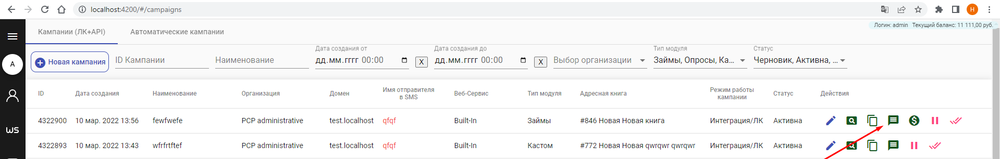 localhost:4200/#/campaigns
H
Логин: admin Текущий баланс: 11 111,00 руб.
Кампании (ЛК+API) Автоматические кампании
A
Новая кампания
ID Кампании
Наименование
Дата создания от
дд.мм.гггг 00:00
X
Дата создания до
дд.мм.гггг 00:00
X
Выбор организации
Тип модуля
Займы, Опросы, Ка...
Статус
Черновик, Активна, ...
ID Дата создания Наименование Организация Домен Имя отправителя в SMS Веб-Сервис Тип модуля Адресная книга Режим работы кампании Статус Действия
4322900 10 мар. 2022 13:56 fewfwefe PCP administrative test.localhost qfqf Built-In Займы #846 Новая Новая книга Интеграция/ЛК Активна
WS
4322893 10 мар. 2022 13:43 wfrfrtftef PCP administrative test.localhost qfqf Built-In Кастом #772 Новая Новая qwrqwr qwrqwr Интеграция/ЛК Активна